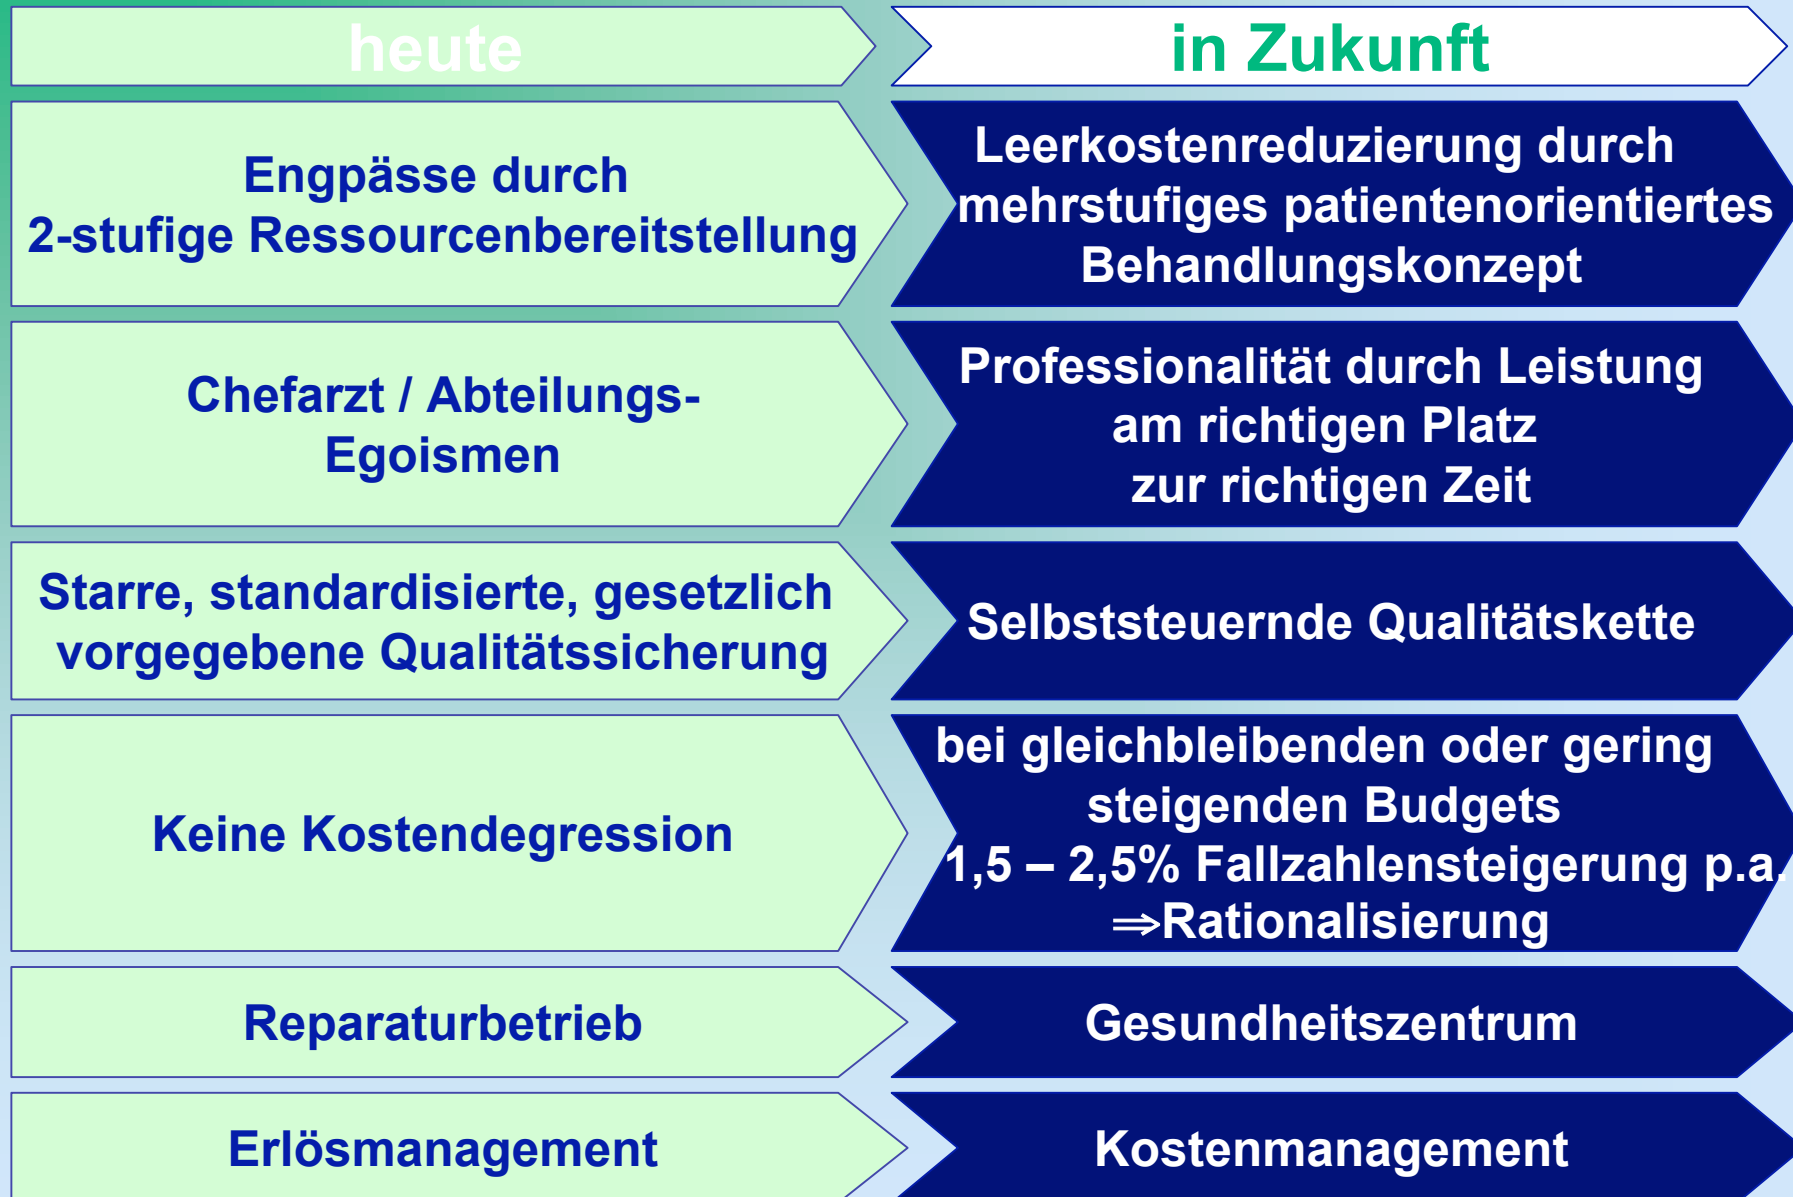 heute
in Zukunft
Engpässe durch
2-stufige Ressourcenbereitstellung
Leerkostenreduzierung durch
mehrstufiges patientenorientiertes
Behandlungskonzept
Chefarzt / Abteilungs-
Egoismen
Professionalität durch Leistung
am richtigen Platz
zur richtigen Zeit
Starre, standardisierte, gesetzlich
vorgegebene Qualitätssicherung
Selbststeuernde Qualitätskette
Keine Kostendegression
bei gleichbleibenden oder gering
steigenden Budgets
1,5 – 2,5% Fallzahlensteigerung p.a.
⇒Rationalisierung
Reparaturbetrieb
Gesundheitszentrum
Erlösmanagement
Kostenmanagement